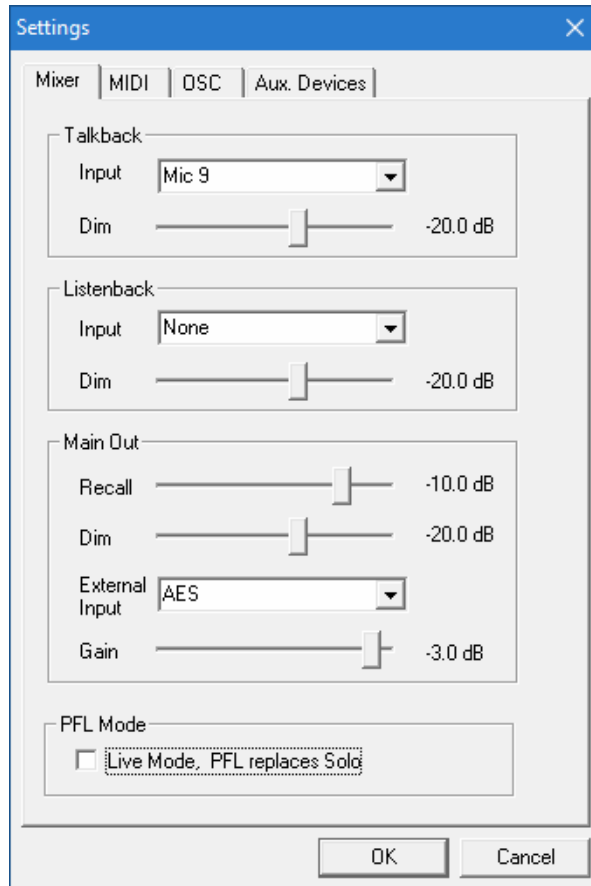 Settings
Mixer MIDI OSC Aux. Devices
Talkback
Input Mic 9
Dim -20.0 dB
Listenback
Input None
Dim -20.0 dB
Main Out
Recall -10.0 dB
Dim -20.0 dB
External
Input AES
Gain -3.0 dB
PFL Mode
Live Mode, PFL replaces Solo
OK Cancel